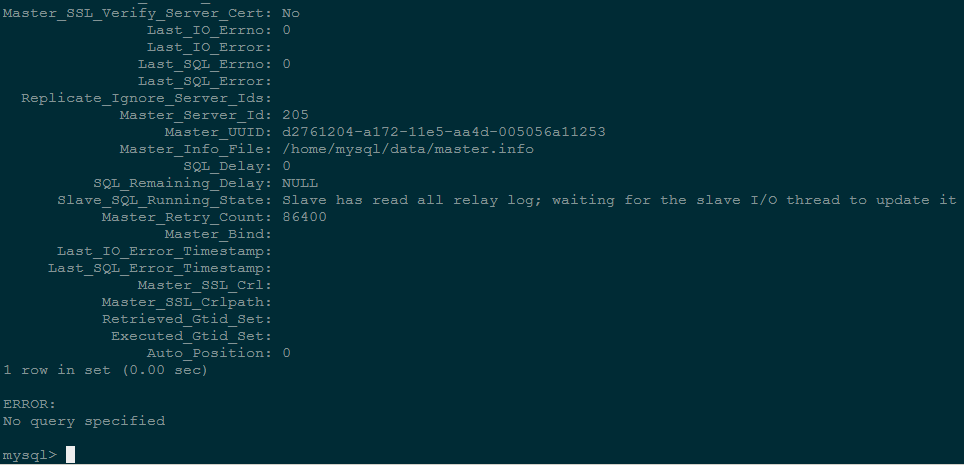 Master_SSL_Verify_Server_Cert: No
Last_IO_Errno: 0
Last_IO_Error:
Last_SQL_Errno: 0
Last_SQL_Error:
Replicate_Ignore_Server_Ids:
Master_Server_Id: 205
Master_UUID: d2761204-a172-11e5-aa4d-005056a11253
Master_Info_File: /home/mysql/data/master.info
SQL_Delay: 0
SQL_Remaining_Delay: NULL
Slave_SQL_Running_State: Slave has read all relay log; waiting for the slave I/O thread to update it
Master_Retry_Count: 86400
Master_Bind:
Last_IO_Error_Timestamp:
Last_SQL_Error_Timestamp:
Master_SSL_Crl:
Master_SSL_Crlpath:
Retrieved_Gtid_Set:
Executed_Gtid_Set:
Auto_Position: 0
1 row in set (0.00 sec)
ERROR:
No query specified
mysql>